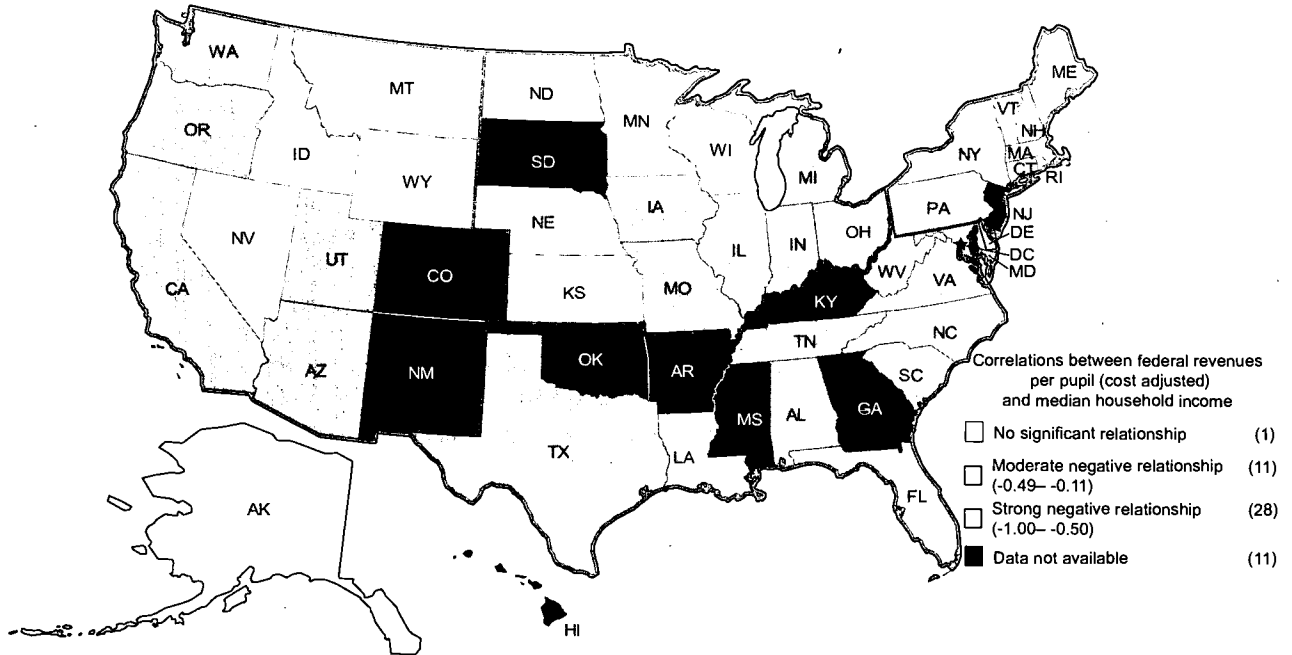 WA
MT
ND
MN
OR
ID
SD
WI
WY
MI
ME
VT
NH
NY
MA
CT
RI
NE
IA
PA
NJ
DE
DC
MD
NV
UT
CO
IL
IN
OH
WV
VA
CA
KS
MO
KY
AZ
NM
OK
AR
TN
NC
SC
TX
LA
MS
AL
GA
FL
AK
HI
Correlations between federal revenues
per pupil (cost adjusted)
and median household income
No significant relationship (1)
Moderate negative relationship (11)
(-0.49– -0.11)
Strong negative relationship (28)
(-1.00– -0.50)
Data not available (11)